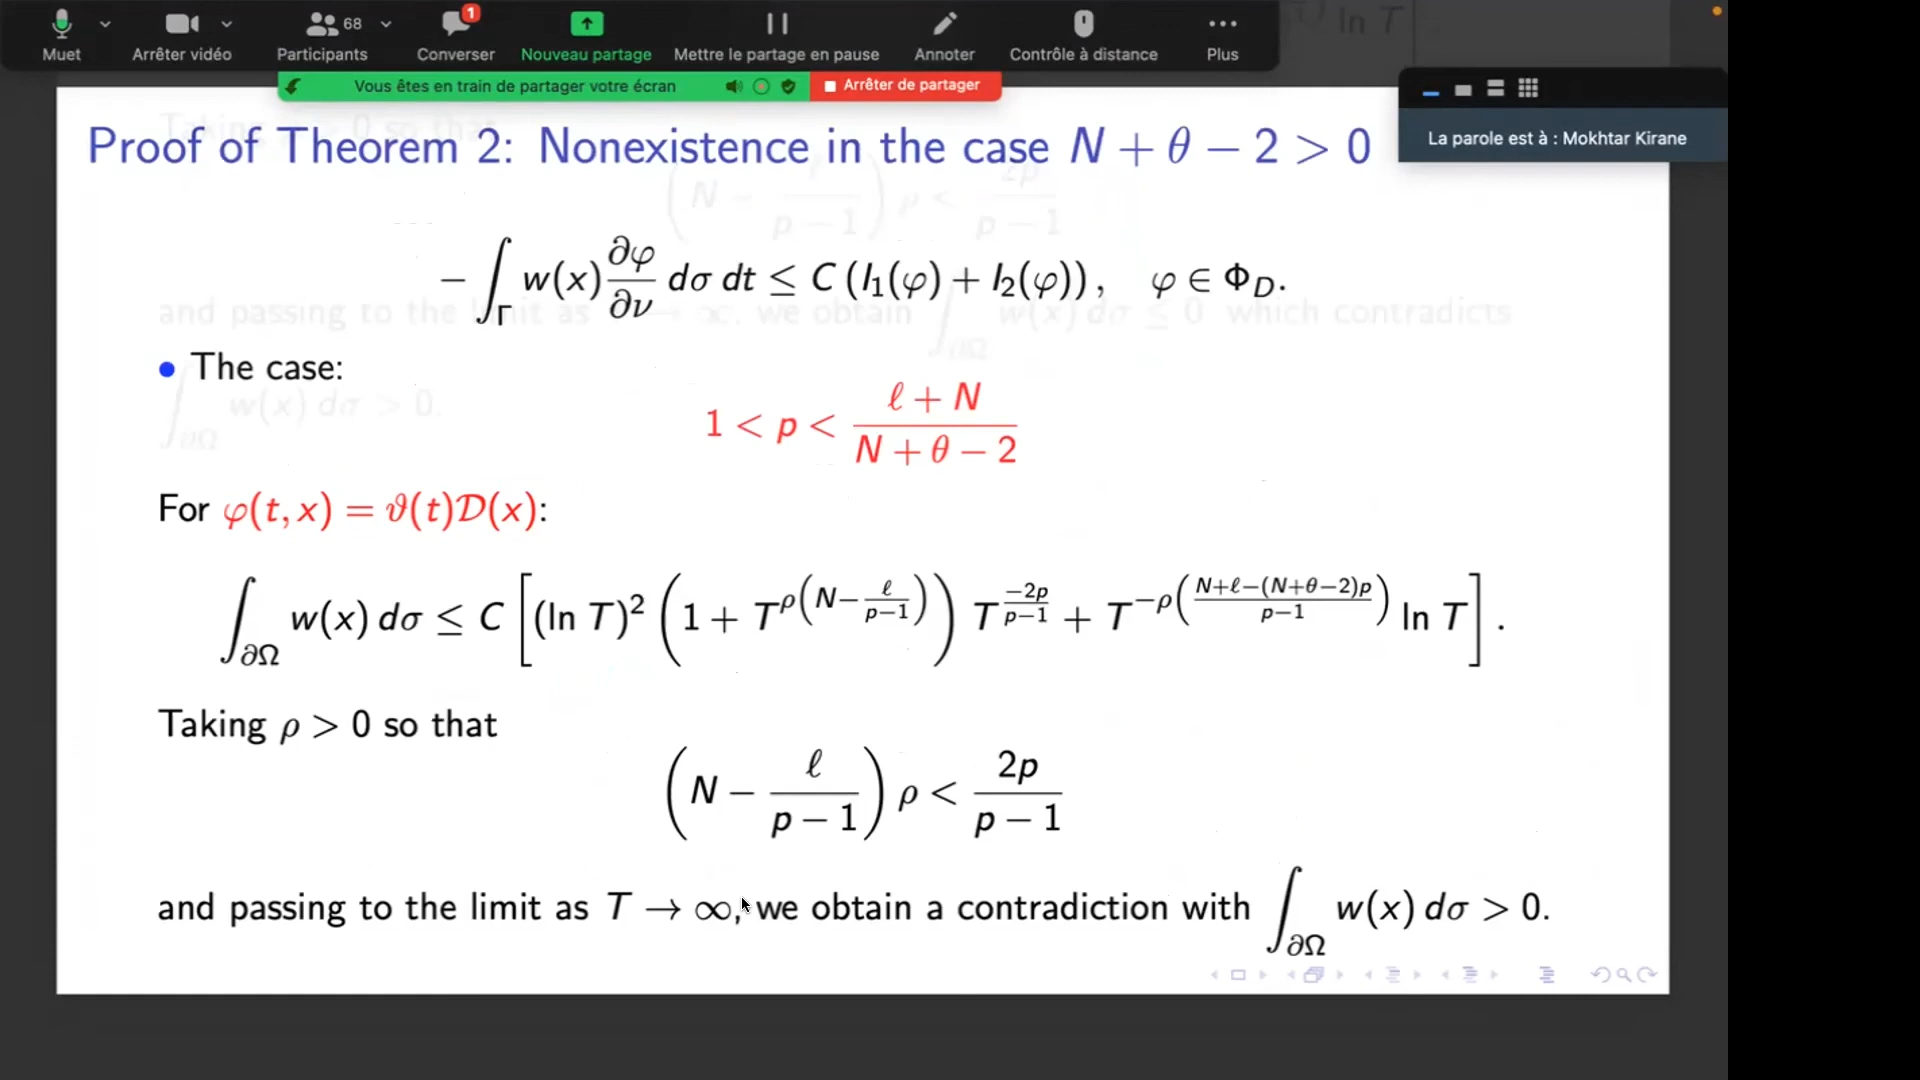 Muet
Arrêter vidéo
68
Participants
1
Converser
Nouveau partage
Mettre le partage en pause
Annoter
Contrôle à distance
Plus
ln T
Vous êtes en train de partager votre écran
Arrêter de partager
La parole est à : Mokhtar Kirane
Proof of Theorem 2: Nonexistence in the case N + θ − 2 > 0
− ∫_Γ w(x) ∂φ/∂ν dσ dt ≤ C (I₁(φ) + I₂(φ)), φ ∈ Φ_D.
• The case:
1 < p < (ℓ + N)/(N + θ − 2)
For φ(t, x) = ϑ(t)𝒟(x):
∫_∂Ω w(x) dσ ≤ C [(ln T)² (1 + T^{ρ(N − ℓ/(p−1))}) T^{−2p/(p−1)} + T^{−ρ((N+ℓ−(N+θ−2)p)/(p−1))} ln T].
Taking ρ > 0 so that
(N − ℓ/(p − 1)) ρ < 2p/(p − 1)
and passing to the limit as T → ∞, we obtain a contradiction with ∫_∂Ω w(x) dσ > 0.